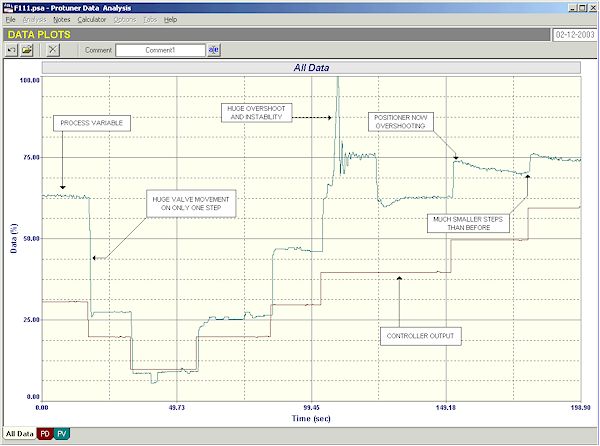 F111.psa - Protuner Data Analysis
File Analysis Notes Calculator Options Tabs Help
DATA PLOTS
02-12-2003
Comment Comment1
All Data
100.00
75.00
50.00
25.00
0.00
Data (%)
HUGE OVERSHOOT
AND INSTABILITY
PROCESS VARIABLE
POSITIONER NOW
OVERSHOOTING
HUGE VALVE MOVEMENT
ON ONLY ONE STEP
MUCH SMALLER STEPS
THAN BEFORE
CONTROLLER OUTPUT
0.00 49.73 99.45 149.18 198.90
Time (sec)
All Data PD PV